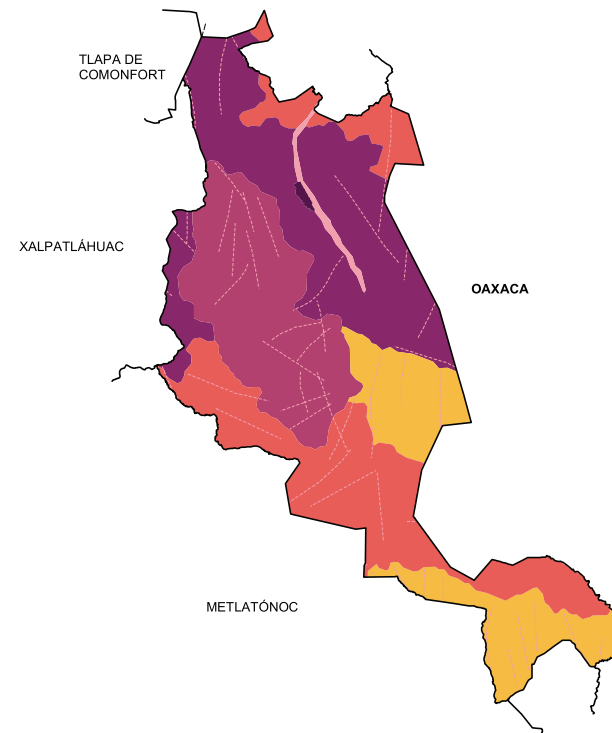 TLAPA DE
COMONFORT
XALPATLÁHUAC
OAXACA
METLATÓNOC